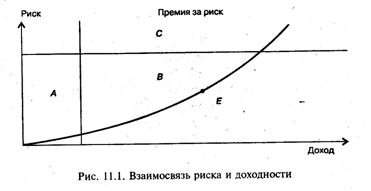 Риск
Премия за риск
C
A
B
E
Доход
Рис. 11.1. Взаимосвязь риска и доходности